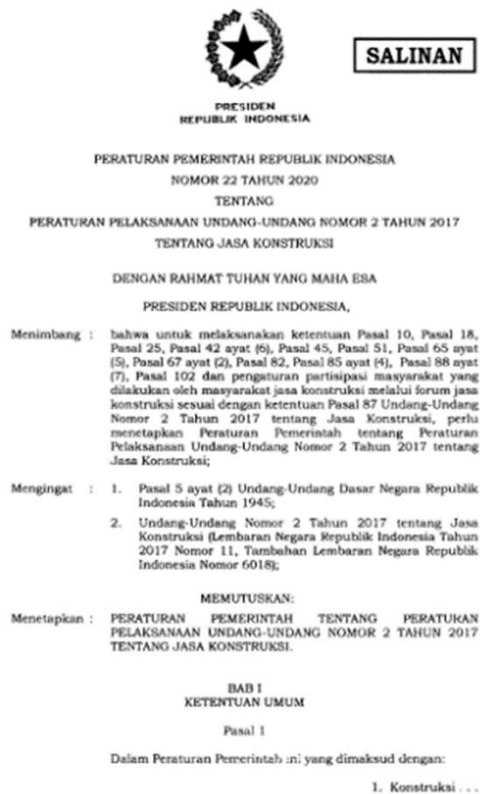 SALINAN
PRESIDEN
REPUBLIK INDONESIA
PERATURAN PEMERINTAH REPUBLIK INDONESIA
NOMOR 22 TAHUN 2020
TENTANG
PERATURAN PELAKSANAAN UNDANG-UNDANG NOMOR 2 TAHUN 2017
TENTANG JASA KONSTRUKSI
DENGAN RAHMAT TUHAN YANG MAHA ESA
PRESIDEN REPUBLIK INDONESIA,
Menimbang : bahwa untuk melaksanakan ketentuan Pasal 10, Pasal 18,
Pasal 25, Pasal 42 ayat (6), Pasal 45, Pasal 51, Pasal 65 ayat
(5), Pasal 67 ayat (2), Pasal 82, Pasal 85 ayat (4), Pasal 88 ayat
(7), Pasal 102 dan pengaturan partisipasi masyarakat yang
dilakukan oleh masyarakat jasa konstruksi melalui forum jasa
konstruksi sesuai dengan ketentuan Pasal 87 Undang-Undang
Nomor 2 Tahun 2017 tentang Jasa Konstruksi, perlu
menetapkan Peraturan Pemerintah tentang Peraturan
Pelaksanaan Undang-Undang Nomor 2 Tahun 2017 tentang
Jasa Konstruksi;
Mengingat : 1. Pasal 5 ayat (2) Undang-Undang Dasar Negara Republik
Indonesia Tahun 1945;
2. Undang-Undang Nomor 2 Tahun 2017 tentang Jasa
Konstruksi (Lembaran Negara Republik Indonesia Tahun
2017 Nomor 11, Tambahan Lembaran Negara Republik
Indonesia Nomor 6018);
MEMUTUSKAN:
Menetapkan : PERATURAN PEMERINTAH TENTANG PERATURAN
PELAKSANAAN UNDANG-UNDANG NOMOR 2 TAHUN 2017
TENTANG JASA KONSTRUKSI.
BAB I
KETENTUAN UMUM
Pasal 1
Dalam Peraturan Pemerintah ini yang dimaksud dengan:
1. Konstruksi . . .